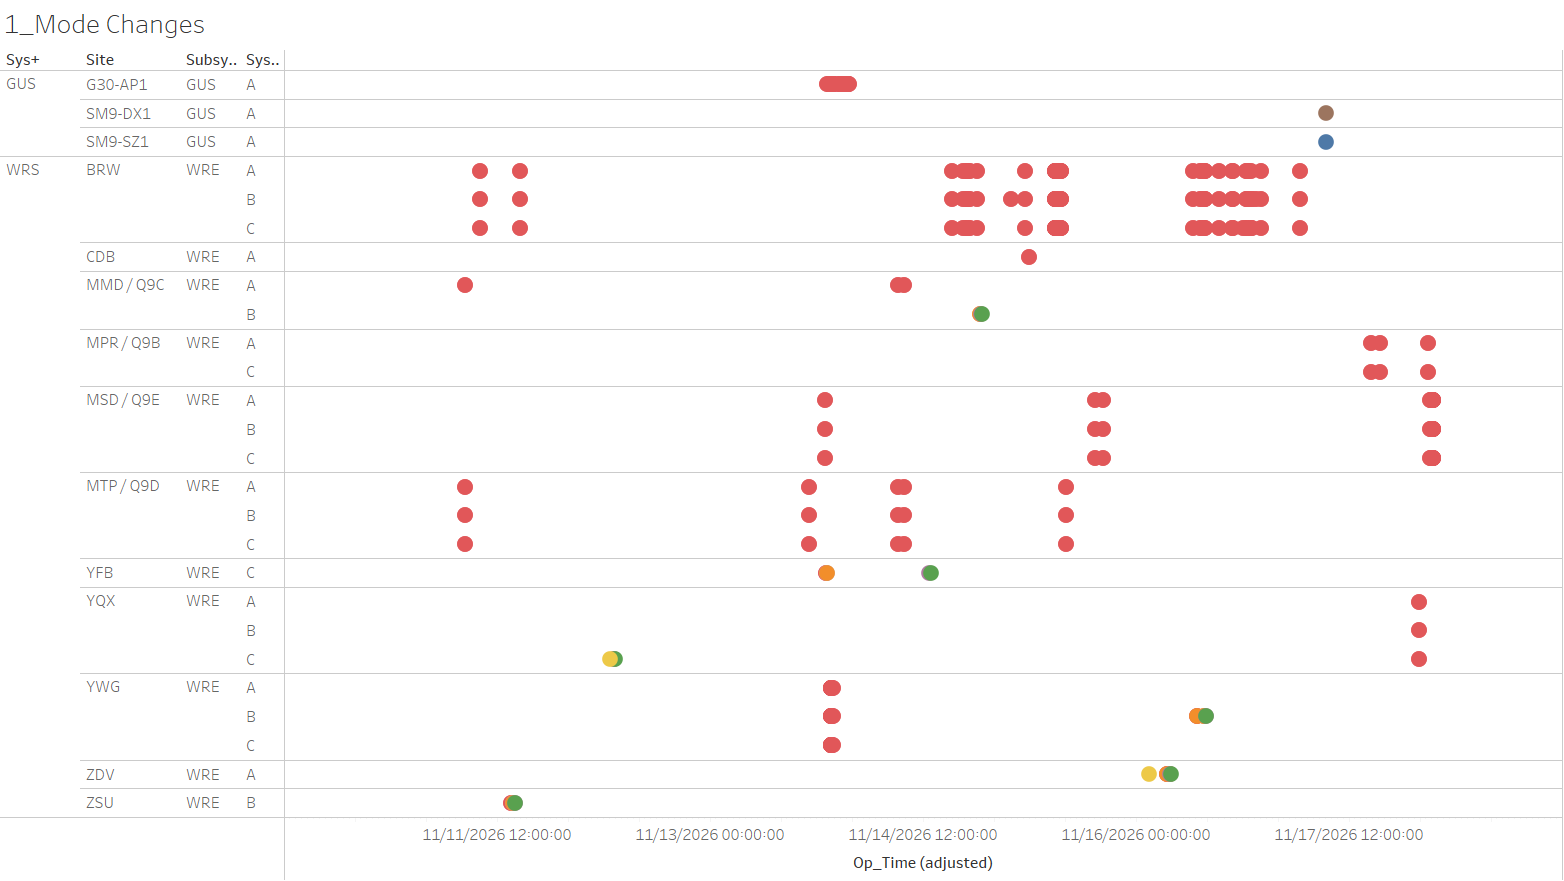 1_Mode Changes
Sys+ Site Subsy.. Sys..
GUS G30-AP1 GUS A
SM9-DX1 GUS A
SM9-SZ1 GUS A
WRS BRW WRE A
B
C
CDB WRE A
MMD / Q9C WRE A
B
MPR / Q9B WRE A
C
MSD / Q9E WRE A
B
C
MTP / Q9D WRE A
B
C
YFB WRE C
YQX WRE A
B
C
YWG WRE A
B
C
ZDV WRE A
ZSU WRE B
11/11/2026 12:00:00 11/13/2026 00:00:00 11/14/2026 12:00:00 11/16/2026 00:00:00 11/17/2026 12:00:00
Op_Time (adjusted)